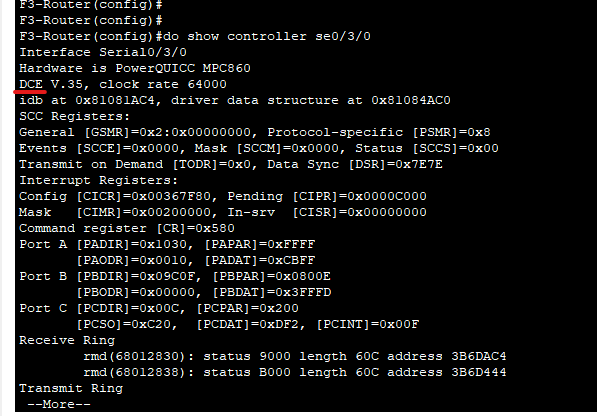 F3-Router(config)#
F3-Router(config)#
F3-Router(config)#do show controller se0/3/0
Interface Serial0/3/0
Hardware is PowerQUICC MPC860
DCE V.35, clock rate 64000
idb at 0x81081AC4, driver data structure at 0x81084AC0
SCC Registers:
General [GSMR]=0x2:0x00000000, Protocol-specific [PSMR]=0x8
Events [SCCE]=0x0000, Mask [SCCM]=0x0000, Status [SCCS]=0x00
Transmit on Demand [TODR]=0x0, Data Sync [DSR]=0x7E7E
Interrupt Registers:
Config [CICR]=0x00367F80, Pending [CIPR]=0x0000C000
Mask   [CIMR]=0x00200000, In-srv  [CISR]=0x00000000
Command register [CR]=0x580
Port A [PADIR]=0x1030, [PAPAR]=0xFFFF
       [PAODR]=0x0010, [PADAT]=0xCBFF
Port B [PBDIR]=0x09C0F, [PBPAR]=0x0800E
       [PBODR]=0x00000, [PBDAT]=0x3FFFD
Port C [PCDIR]=0x00C, [PCPAR]=0x200
       [PCSO]=0xC20,  [PCDAT]=0xDF2, [PCINT]=0x00F
Receive Ring
        rmd(68012830): status 9000 length 60C address 3B6DAC4
        rmd(68012838): status B000 length 60C address 3B6D444
Transmit Ring
 --More--